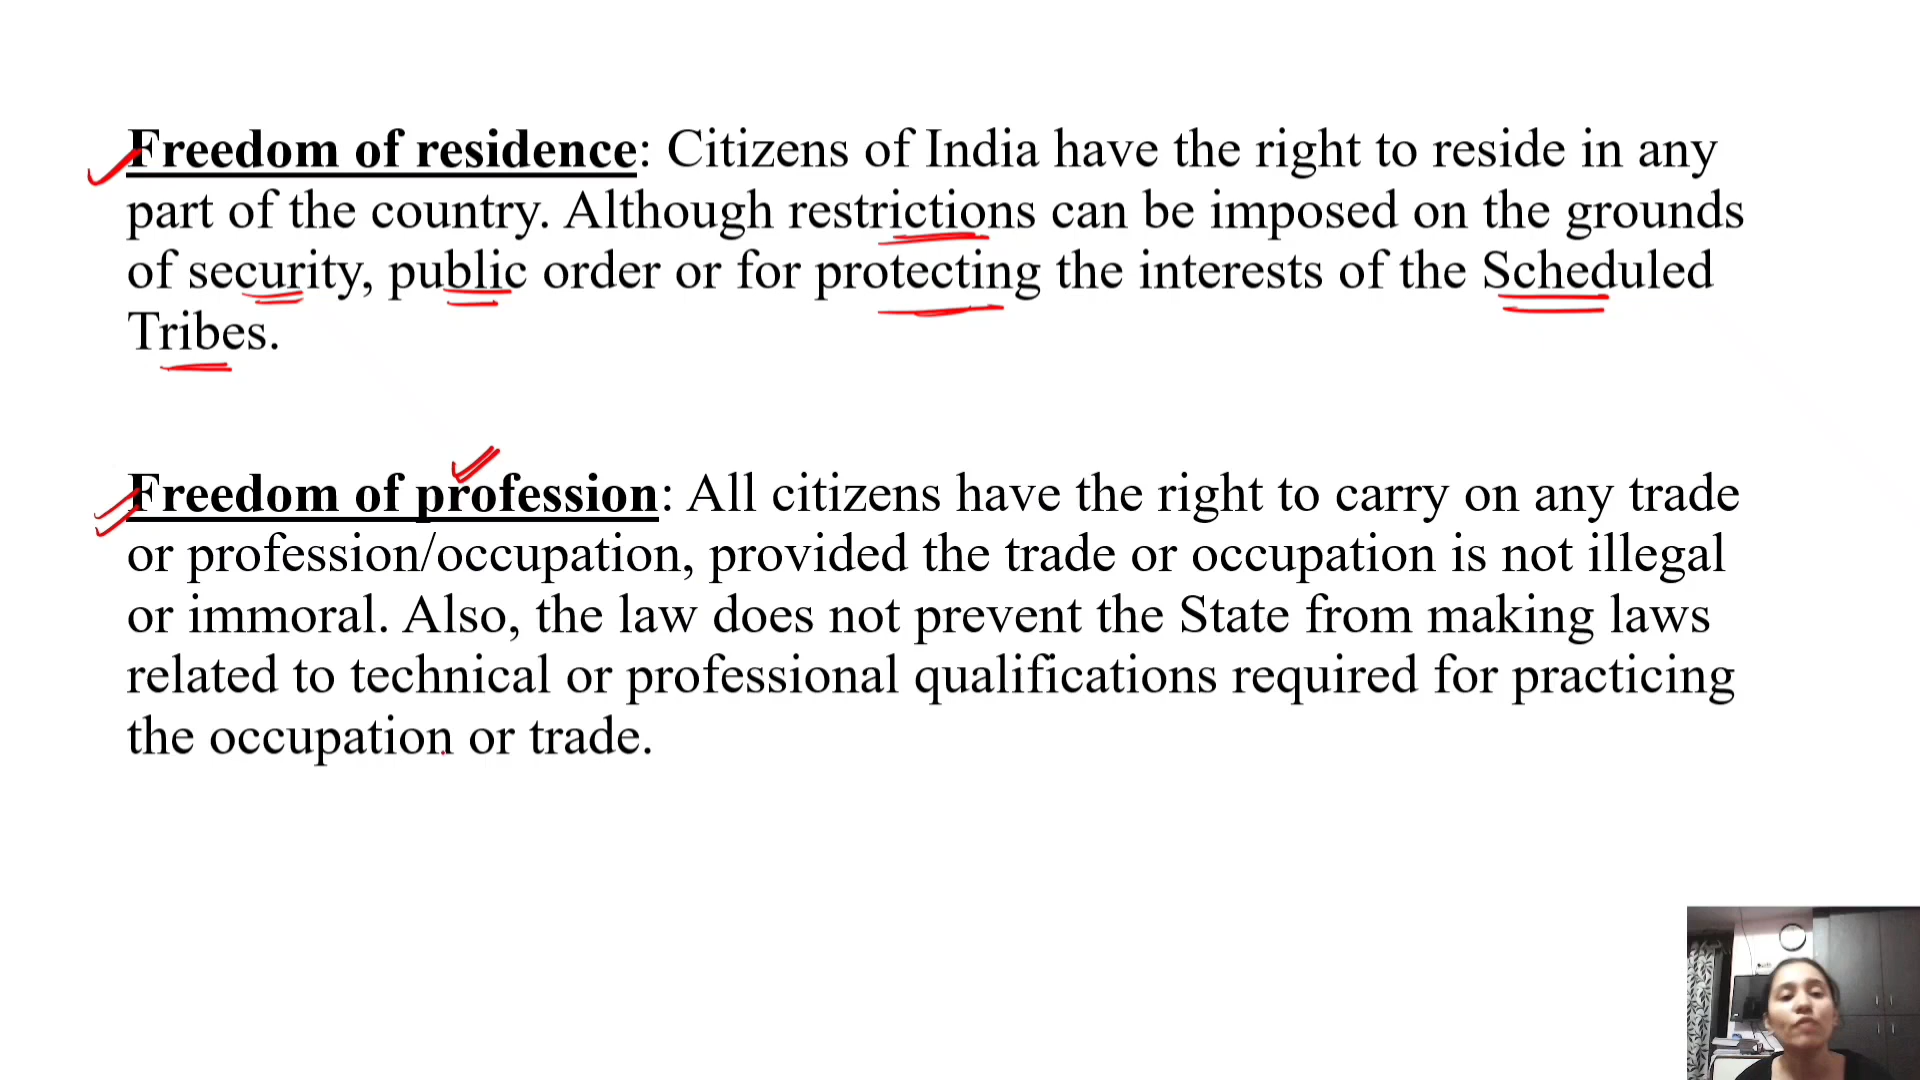 Freedom of residence: Citizens of India have the right to reside in any
part of the country. Although restrictions can be imposed on the grounds
of security, public order or for protecting the interests of the Scheduled
Tribes.
Freedom of profession: All citizens have the right to carry on any trade
or profession/occupation, provided the trade or occupation is not illegal
or immoral. Also, the law does not prevent the State from making laws
related to technical or professional qualifications required for practicing
the occupation or trade.